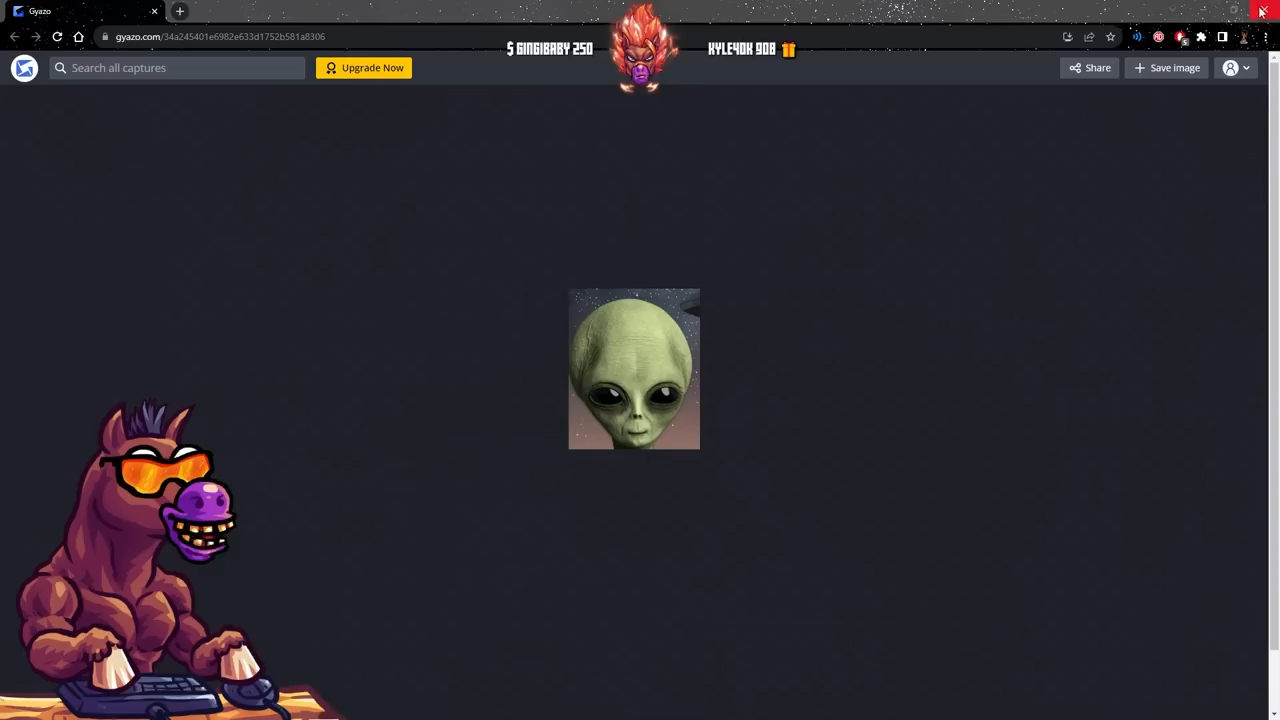 Gyazo
gyazo.com/34a245401e6982e633d1752b581a8306
$ GINGIBABY 250
KYLE40K 908
Search all captures
Upgrade Now
Share
Save image